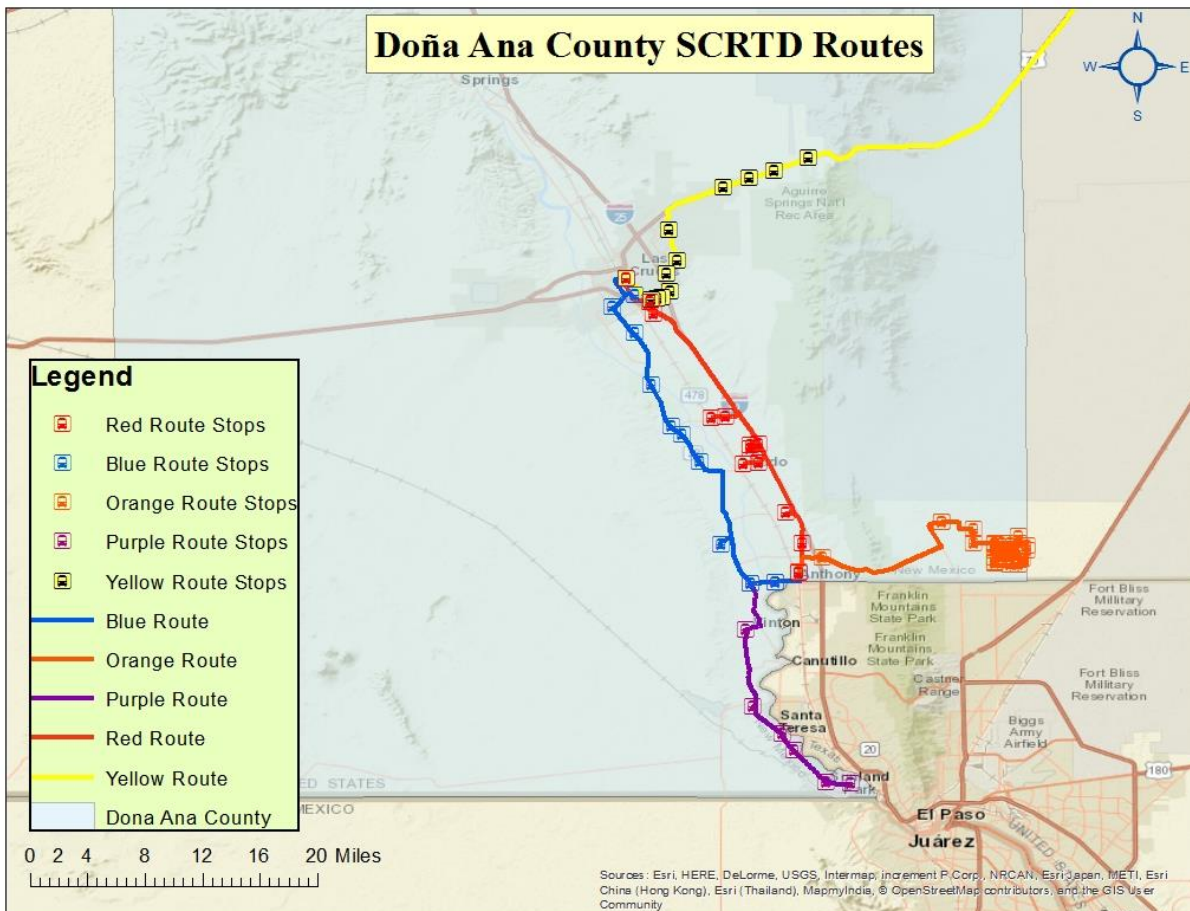 Doña Ana County SCRTD Routes
N
W
E
S
Springs
25
Aguirre
Springs Nat'l
Rec Area
Las
478
Anthony
New Mexico
Franklin
Mountains
State Park
Franklin
Mountains
State Park
Fort Bliss
Military
Reservation
Canutillo
Castner
Range
Fort Bliss
Military
Reservation
Santa
Teresa
Biggs
Army
Airfield
Texas
20
180
El Paso
Juárez
UNITED
MEXICO
Legend
Red Route Stops
Blue Route Stops
Orange Route Stops
Purple Route Stops
Yellow Route Stops
Blue Route
Orange Route
Purple Route
Red Route
Yellow Route
Dona Ana County
ED STATES
0 2 4 8 12 16 20 Miles
Sources: Esri, HERE, DeLorme, USGS, Intermap, increment P Corp., NRCAN, Esri Japan, METI, Esri
China (Hong Kong), Esri (Thailand), MapmyIndia, © OpenStreetMap contributors, and the GIS User
Community